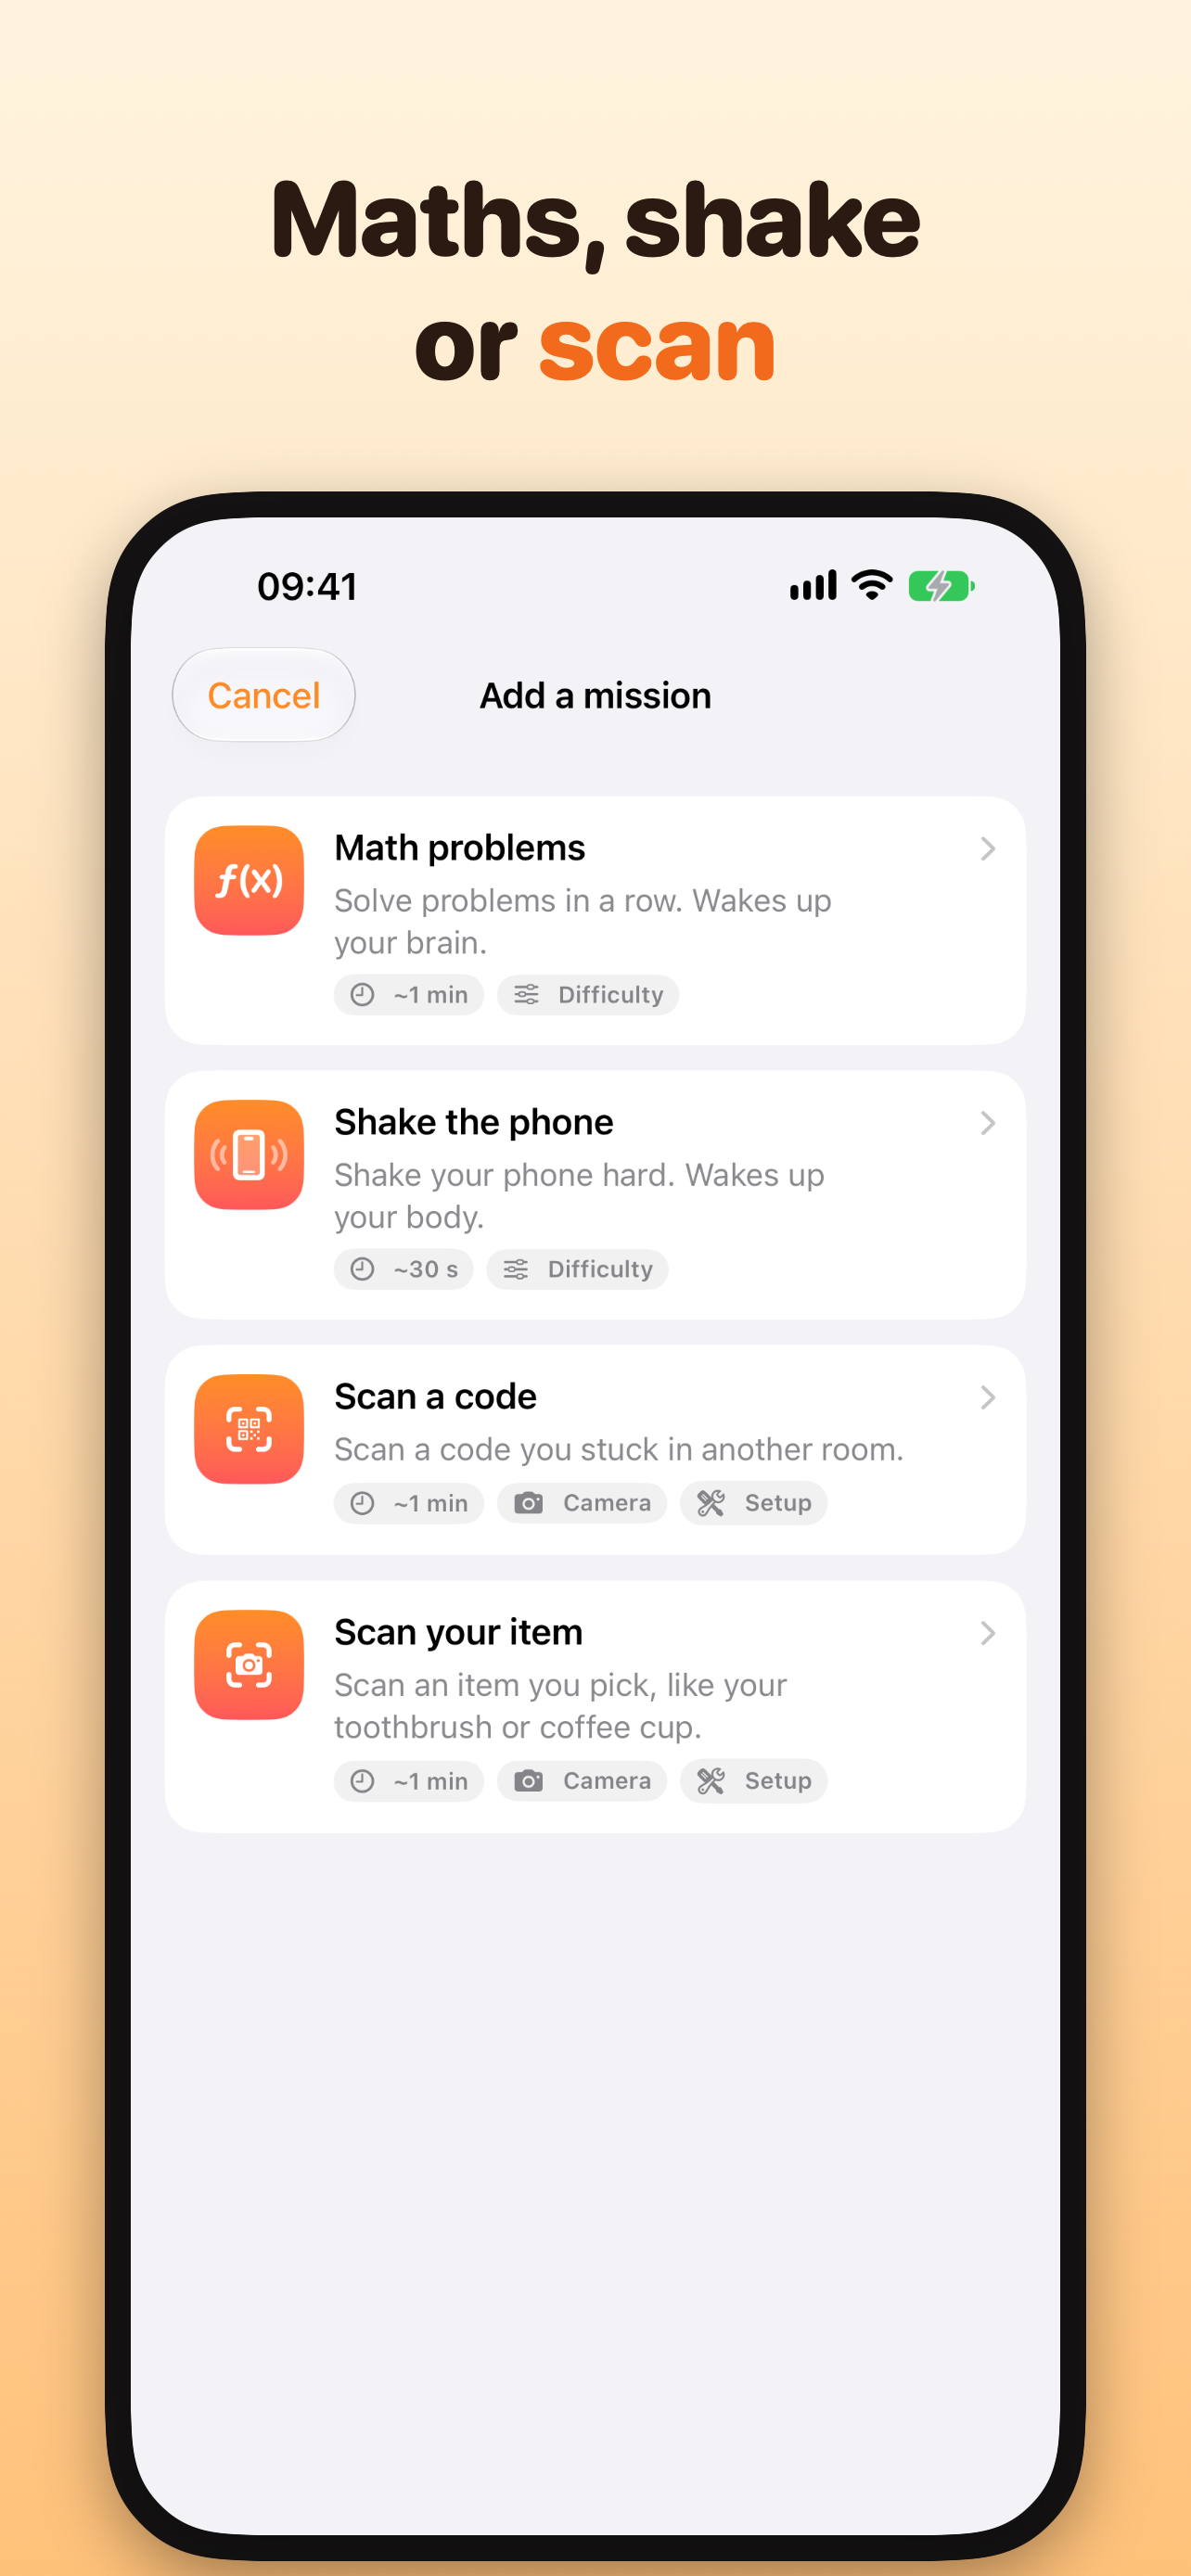 Maths, shake
or scan
09:41
Cancel
Add a mission
f(x)
Math problems
Solve problems in a row. Wakes up
your brain.
~1 min
Difficulty
Shake the phone
Shake your phone hard. Wakes up
your body.
~30 s
Difficulty
Scan a code
Scan a code you stuck in another room.
~1 min
Camera
Setup
Scan your item
Scan an item you pick, like your
toothbrush or coffee cup.
~1 min
Camera
Setup